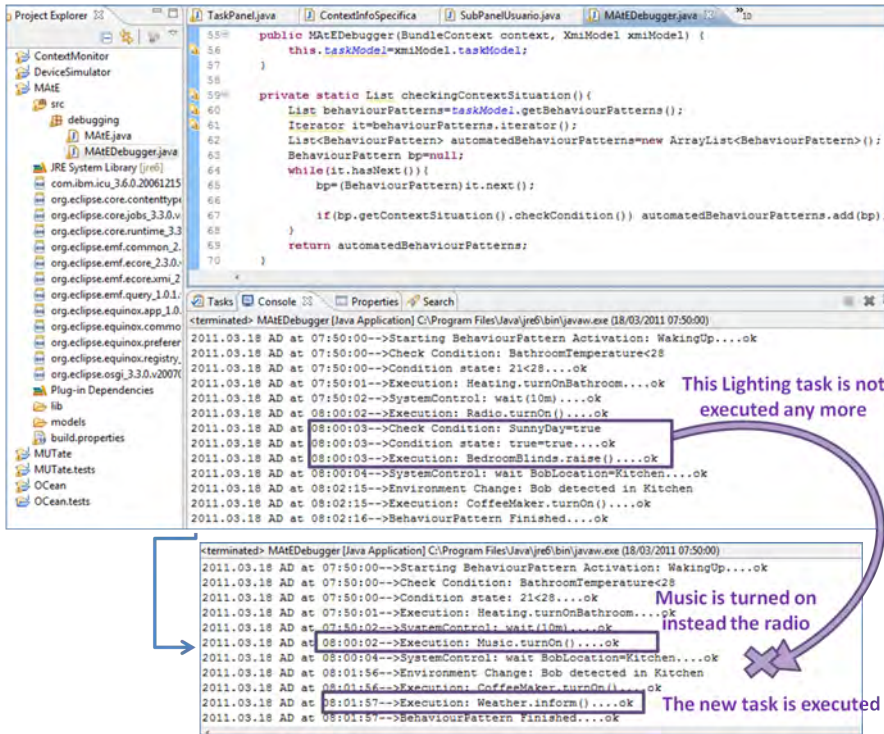 Project Explorer
ContextMonitor
DeviceSimulator
MAtE
src
debugging
MAtE.java
MAtEDebugger.java
JRE System Library [jre6]
com.ibm.icu_3.6.0.20061215
org.eclipse.core.contenttype
org.eclipse.core.jobs_3.3.0.v
org.eclipse.core.runtime_3.3
org.eclipse.emf.common_2.
org.eclipse.emf.ecore_2.3.0.
org.eclipse.emf.ecore.xmi_2
org.eclipse.emf.query_1.0.1.
org.eclipse.equinox.app_1.0.
org.eclipse.equinox.commo
org.eclipse.equinox.preferer
org.eclipse.equinox.registry_
org.eclipse.osgi_3.3.0.v20070
Plug-in Dependencies
lib
models
build.properties
MUTate
MUTate.tests
OCean
OCean.tests
TaskPanel.java ContextInfoSpecifica SubPanelUsuario.java MAtEDebugger.java 10
55 public MAtEDebugger(BundleContext context, XmiModel xmiModel) {
56 this.taskModel=xmiModel.taskModel;
57 }
58
59 private static List checkingContextSituation(){
60 List behaviourPatterns=taskModel.getBehaviourPatterns();
61 Iterator it=behaviourPatterns.iterator();
62 List<BehaviourPattern> automatedBehaviourPatterns=new ArrayList<BehaviourPattern>();
63 BehaviourPattern bp=null;
64 while(it.hasNext()){
65 bp=(BehaviourPattern)it.next();
66
67 if(bp.getContextSituation().checkCondition()) automatedBehaviourPatterns.add(bp)
68 }
69 return automatedBehaviourPatterns;
70 }
Tasks Console Properties Search
<terminated> MAtEDebugger [Java Application] C:\Program Files\Java\jre6\bin\javaw.exe (18/03/2011 07:50:00)
2011.03.18 AD at 07:50:00-->Starting BehaviourPattern Activation: WakingUp....ok
2011.03.18 AD at 07:50:00-->Check Condition: BathroomTemperature<28
2011.03.18 AD at 07:50:00-->Condition state: 21<28....ok
2011.03.18 AD at 07:50:01-->Execution: Heating.turnOnBathroom....ok
2011.03.18 AD at 07:50:02-->SystemControl: wait(10m)....ok
2011.03.18 AD at 08:00:02-->Execution: Radio.turnOn()....ok
2011.03.18 AD at 08:00:03-->Check Condition: SunnyDay=true
2011.03.18 AD at 08:00:03-->Condition state: true=true....ok
2011.03.18 AD at 08:00:03-->Execution: BedroomBlinds.raise()....ok
2011.03.18 AD at 08:00:04-->SystemControl: wait BobLocation=Kitchen....ok
2011.03.18 AD at 08:02:15-->Environment Change: Bob detected in Kitchen
2011.03.18 AD at 08:02:15-->Execution: CoffeeMaker.turnOn()....ok
2011.03.18 AD at 08:02:16-->BehaviourPattern Finished....ok
This Lighting task is not
executed any more
<terminated> MAtEDebugger [Java Application] C:\Program Files\Java\jre6\bin\javaw.exe (18/03/2011 07:50:00)
2011.03.18 AD at 07:50:00-->Starting BehaviourPattern Activation: WakingUp....ok
2011.03.18 AD at 07:50:00-->Check Condition: BathroomTemperature<28
2011.03.18 AD at 07:50:00-->Condition state: 21<28....ok
2011.03.18 AD at 07:50:01-->Execution: Heating.turnOnBathroom....ok
2011.03.18 AD at 07:50:02-->SystemControl: wait(10m)....ok
2011.03.18 AD at 08:00:02-->Execution: Music.turnOn()....ok
2011.03.18 AD at 08:00:04-->SystemControl: wait BobLocation=Kitchen....ok
2011.03.18 AD at 08:01:56-->Environment Change: Bob detected in Kitchen
2011.03.18 AD at 08:01:56-->Execution: CoffeeMaker.turnOn()....ok
2011.03.18 AD at 08:01:57-->Execution: Weather.inform()....ok
2011.03.18 AD at 08:01:57-->BehaviourPattern Finished....ok
Music is turned on
instead the radio
The new task is executed